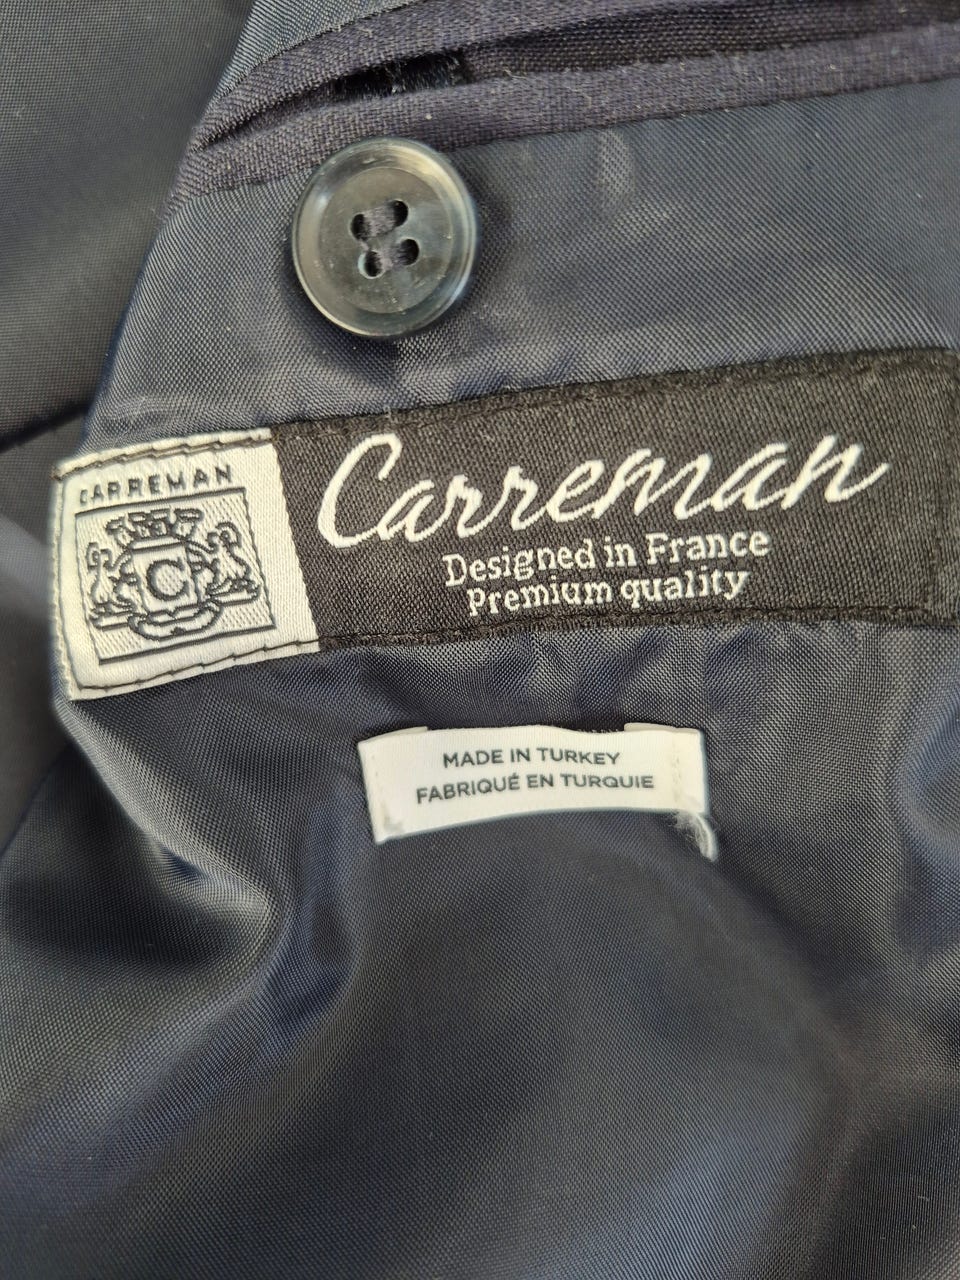 CARREMAN
C
Carreman
Designed in France
Premium quality
MADE IN TURKEY
FABRIQUÉ EN TURQUIE